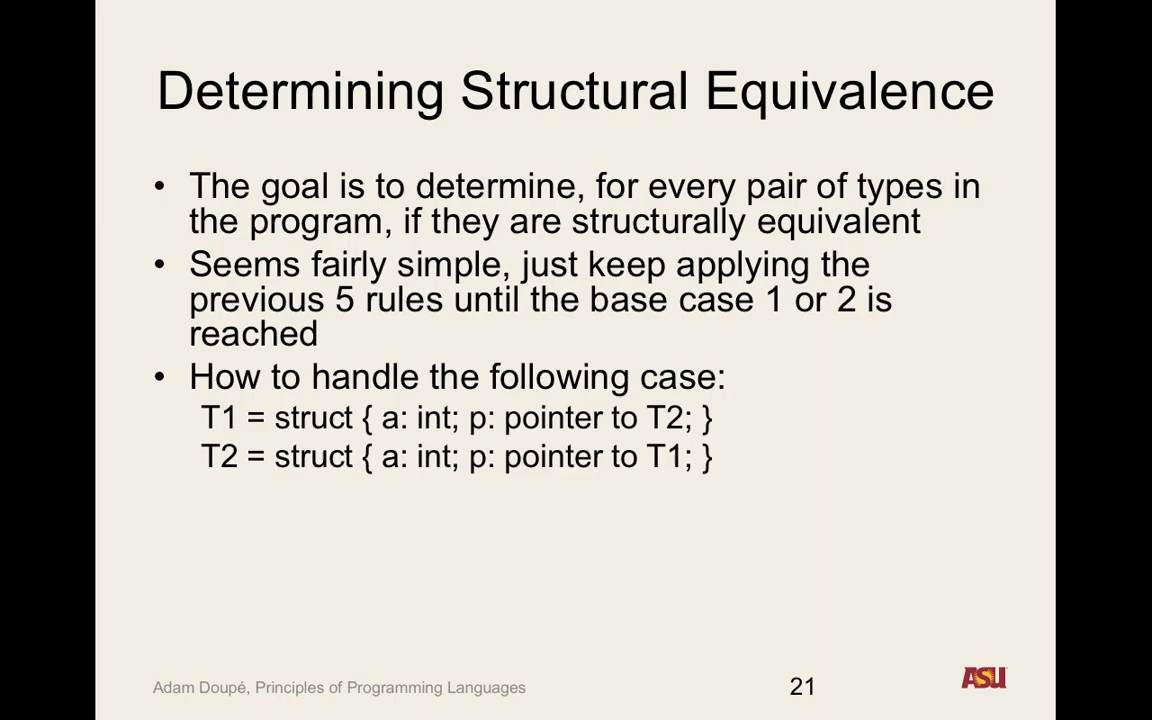 Determining Structural Equivalence
• The goal is to determine, for every pair of types in
the program, if they are structurally equivalent
• Seems fairly simple, just keep applying the
previous 5 rules until the base case 1 or 2 is
reached
• How to handle the following case:
T1 = struct { a: int; p: pointer to T2; }
T2 = struct { a: int; p: pointer to T1; }
Adam Doupé, Principles of Programming Languages
21
ASU